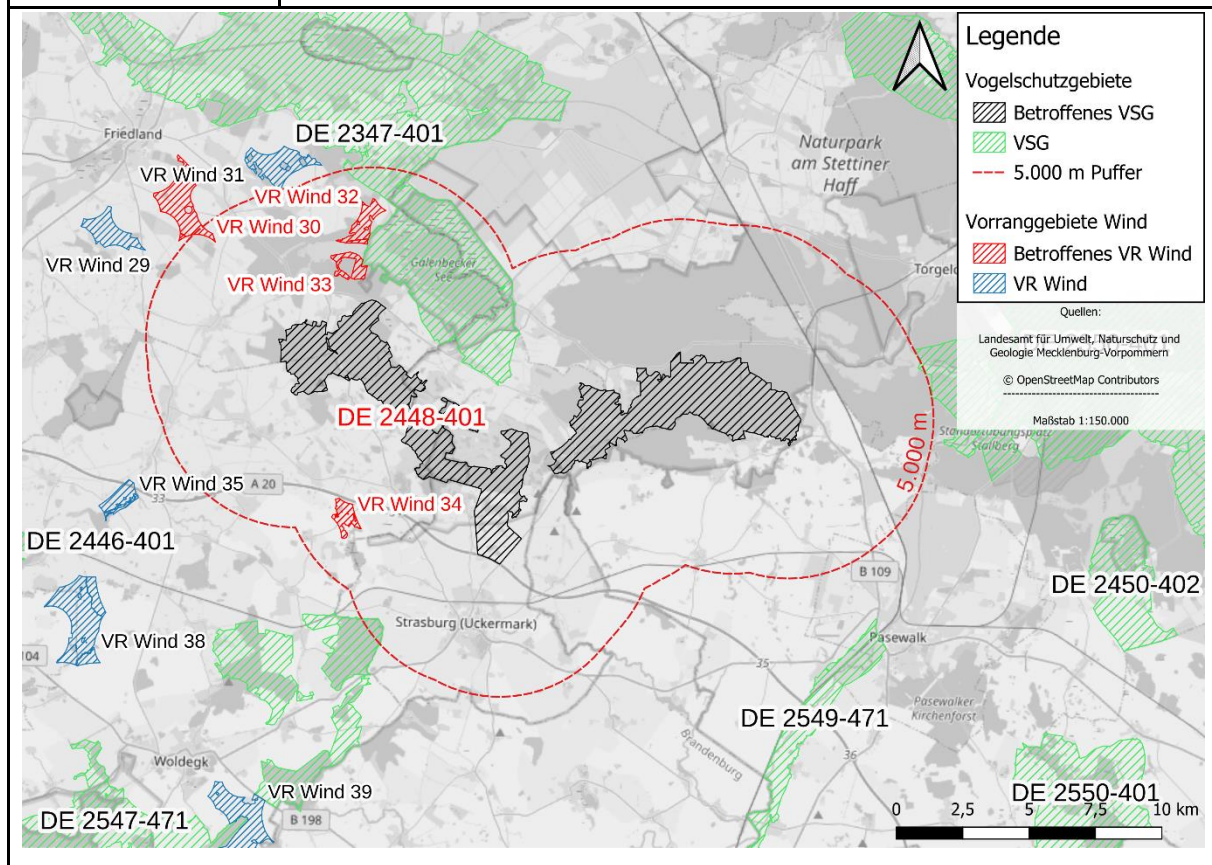 Legende
Vogelschutzgebiete
Betroffenes VSG
VSG
5.000 m Puffer
Vorranggebiete Wind
Betroffenes VR Wind
VR Wind
Quellen:
Landesamt für Umwelt, Naturschutz und
Geologie Mecklenburg-Vorpommern
© OpenStreetMap Contributors
Maßstab 1:150.000
Friedland
DE 2347-401
Naturpark
am Stettiner
Haff
VR Wind 31
VR Wind 32
VR Wind 30
VR Wind 29
VR Wind 33
Galenbecker
See
Torgelo
DE 2448-401
5.000 m
Stallberg
VR Wind 35
33
A 20
VR Wind 34
DE 2446-401
B 109
DE 2450-402
VR Wind 38
Strasburg (Uckermark)
Pasewalk
104
35
DE 2549-471
Pasewalker
Kirchenforst
36
Brandenburg
Woldegk
VR Wind 39
DE 2547-471
B 198
DE 2550-401
0 2,5 5 7,5 10 km